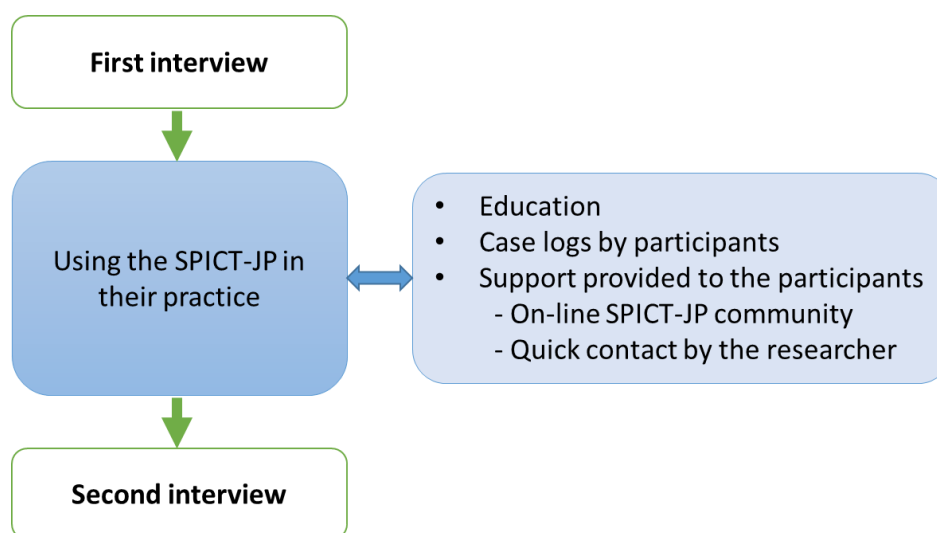 First interview
Using the SPICT-JP in
their practice
• Education
• Case logs by participants
• Support provided to the participants
- On-line SPICT-JP community
- Quick contact by the researcher
Second interview